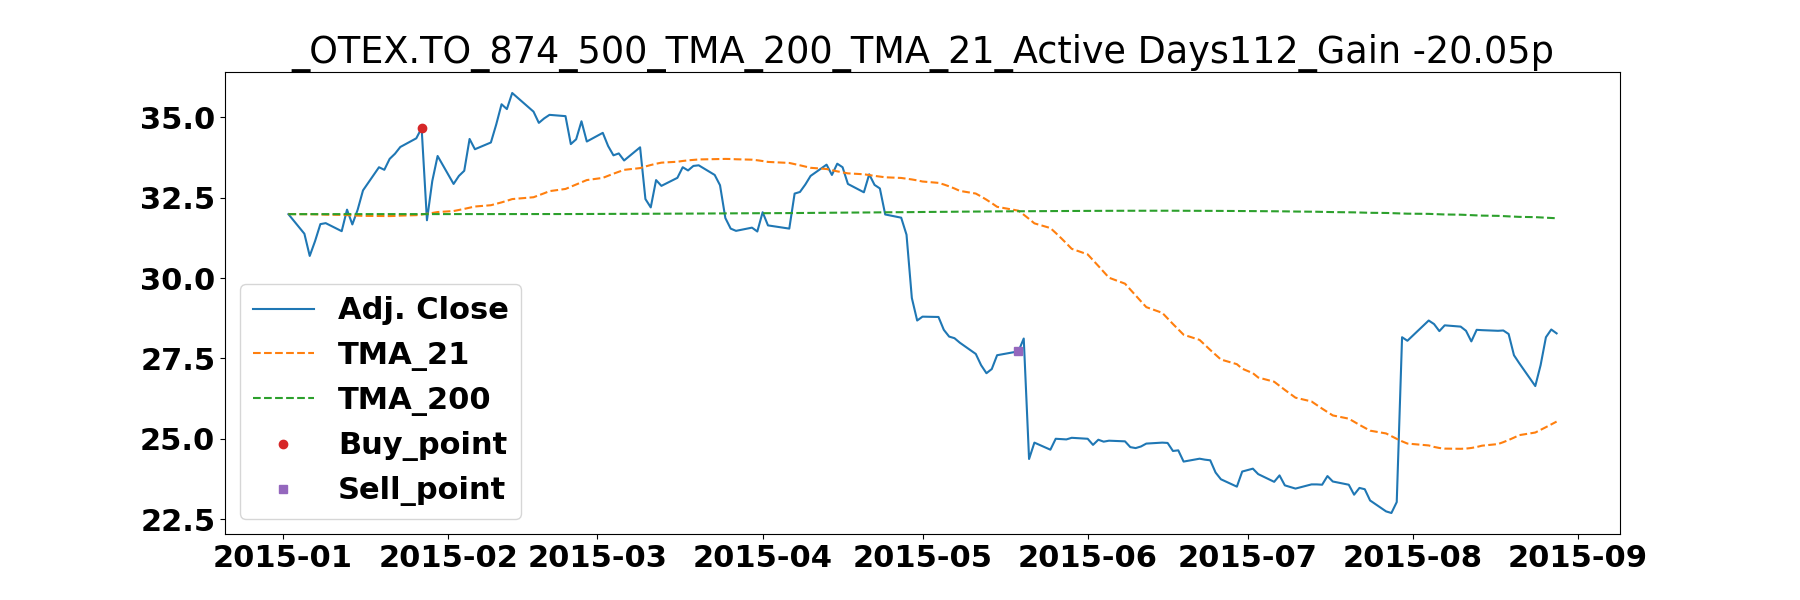 _OTEX.TO_874_500_TMA_200_TMA_21_Active Days112_Gain -20.05p
35.0
32.5
30.0
27.5
25.0
22.5
Adj. Close
TMA_21
TMA_200
Buy_point
Sell_point
2015-01 2015-02 2015-03 2015-04 2015-05 2015-06 2015-07 2015-08 2015-09